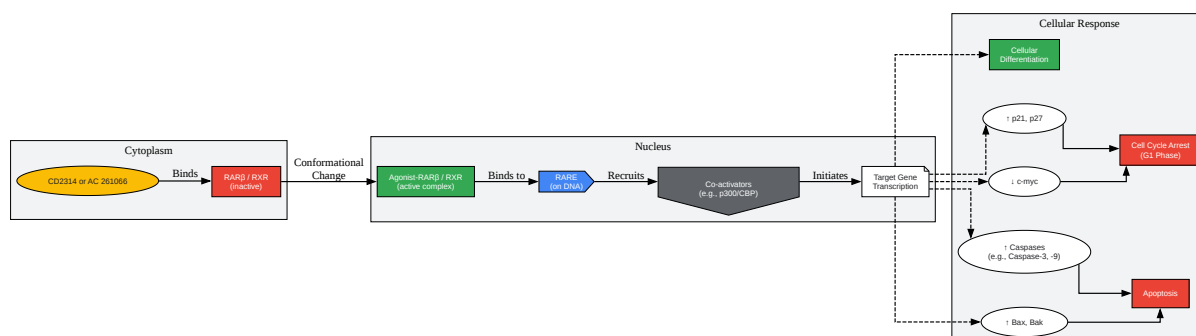 Cellular Response
Cellular
Differentiation
↑ p21, p27
Cytoplasm
Conformational
Change
Nucleus
Cell Cycle Arrest
(G1 Phase)
CD2314 or AC 261066
Binds
RARβ / RXR
(inactive)
Agonist-RARβ / RXR
(active complex)
Binds to
RARE
(on DNA)
Recruits
Co-activators
(e.g., p300/CBP)
Initiates
Target Gene
Transcription
↓ c-myc
↑ Caspases
(e.g., Caspase-3, -9)
Apoptosis
↑ Bax, Bak